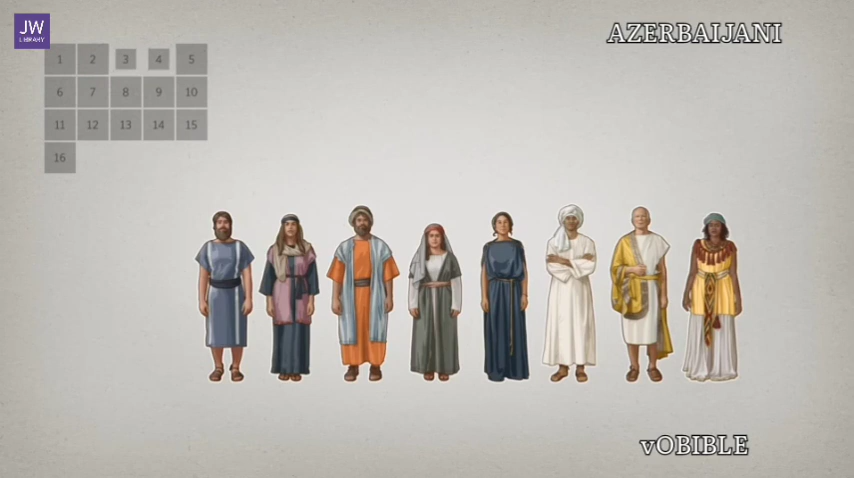 JW
LIBRARY
AZERBAIJANI
1 2 3 4 5
6 7 8 9 10
11 12 13 14 15
16
vOBIBLE